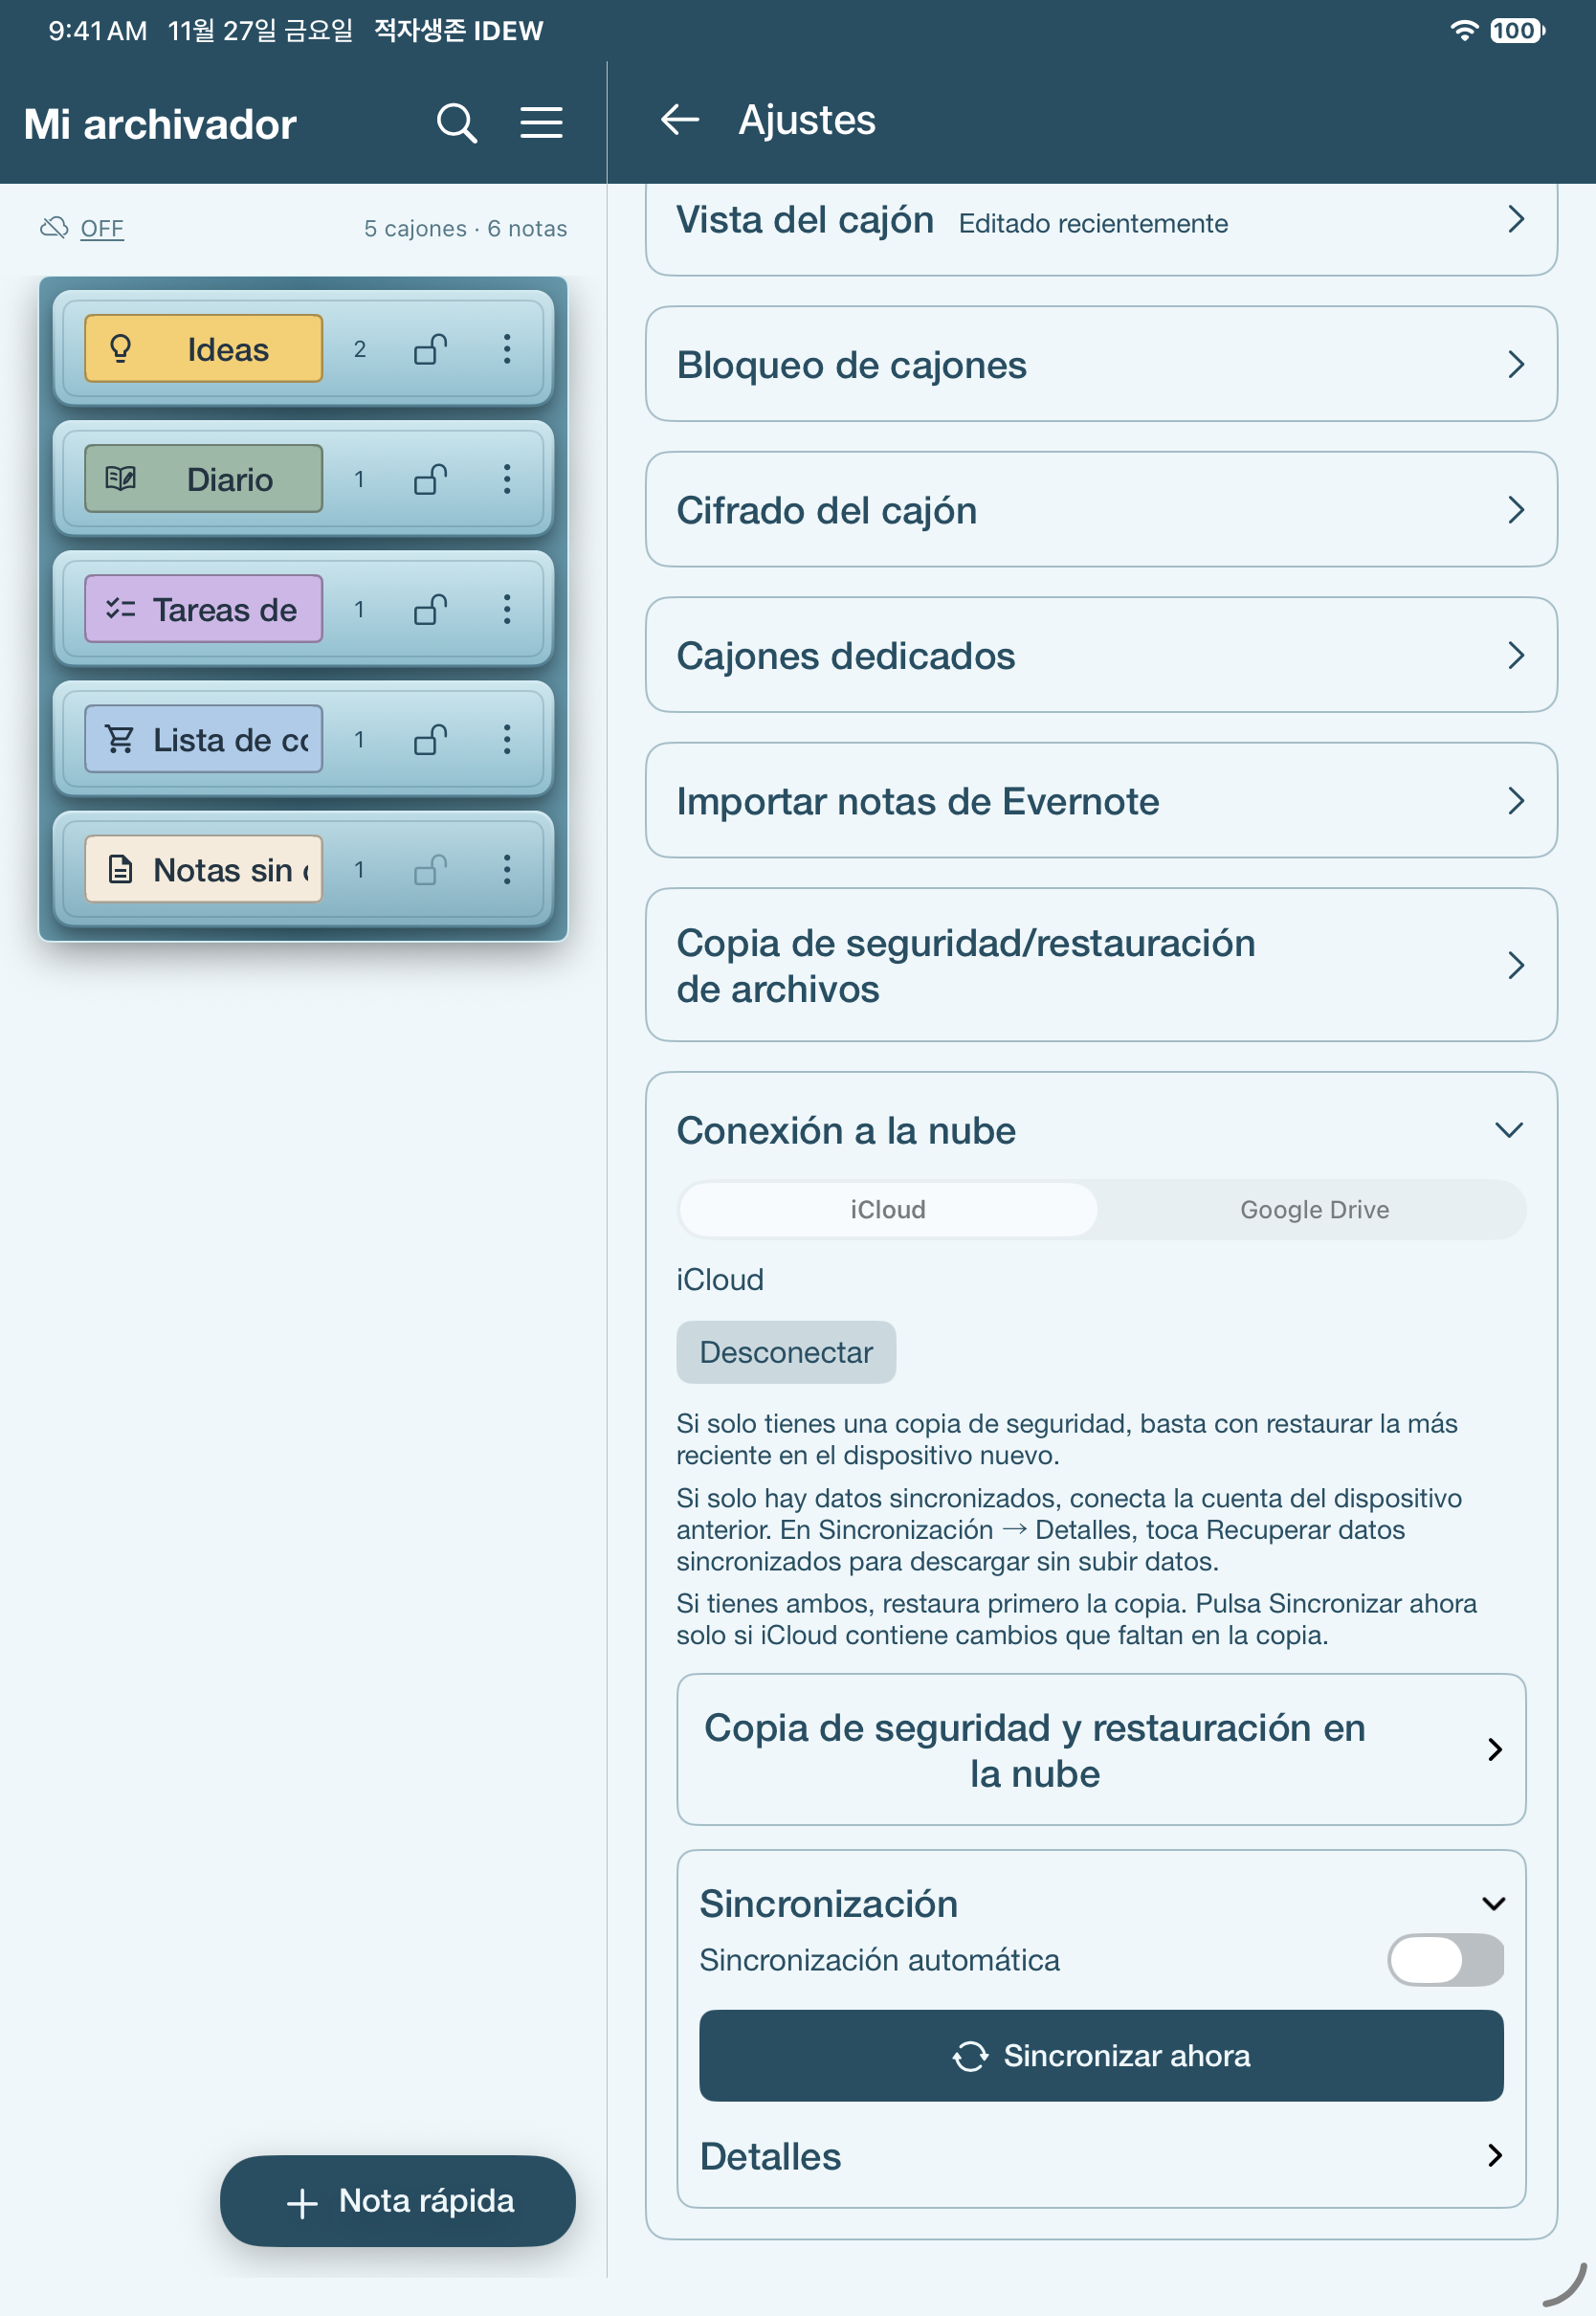 9:41 AM 11월 27일 금요일 적자생존 IDEW
100
Mi archivador
OFF
5 cajones · 6 notas
Ideas 2
Diario 1
Tareas de 1
Lista de 1
Notas sin 1
Nota rápida
Ajustes
Vista del cajón Editado recientemente
Bloqueo de cajones
Cifrado del cajón
Cajones dedicados
Importar notas de Evernote
Copia de seguridad/restauración
de archivos
Conexión a la nube
iCloud Google Drive
iCloud
Desconectar
Si solo tienes una copia de seguridad, basta con restaurar la más
reciente en el dispositivo nuevo.
Si solo hay datos sincronizados, conecta la cuenta del dispositivo
anterior. En Sincronización → Detalles, toca Recuperar datos
sincronizados para descargar sin subir datos.
Si tienes ambos, restaura primero la copia. Pulsa Sincronizar ahora
solo si iCloud contiene cambios que faltan en la copia.
Copia de seguridad y restauración en
la nube
Sincronización
Sincronización automática
Sincronizar ahora
Detalles